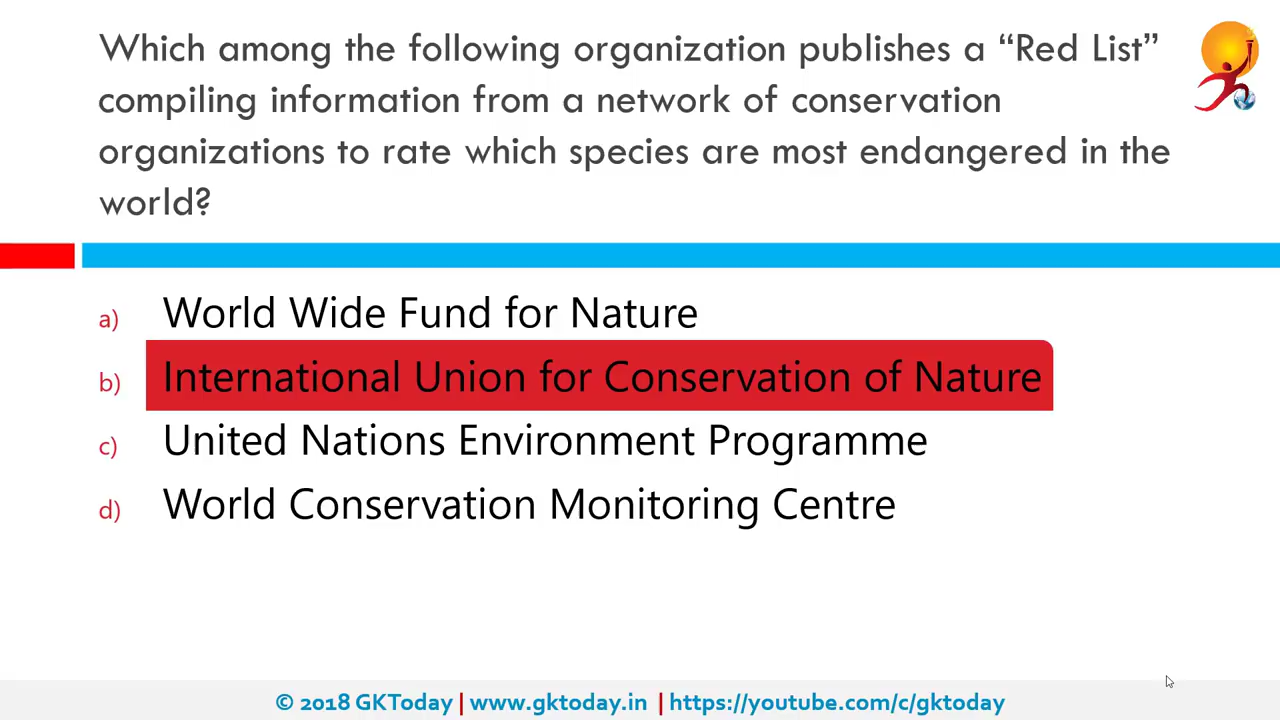 Which among the following organization publishes a “Red List”
compiling information from a network of conservation
organizations to rate which species are most endangered in the
world?
a) World Wide Fund for Nature
b) International Union for Conservation of Nature
c) United Nations Environment Programme
d) World Conservation Monitoring Centre
© 2018 GKToday | www.gktoday.in | https://youtube.com/c/gktoday